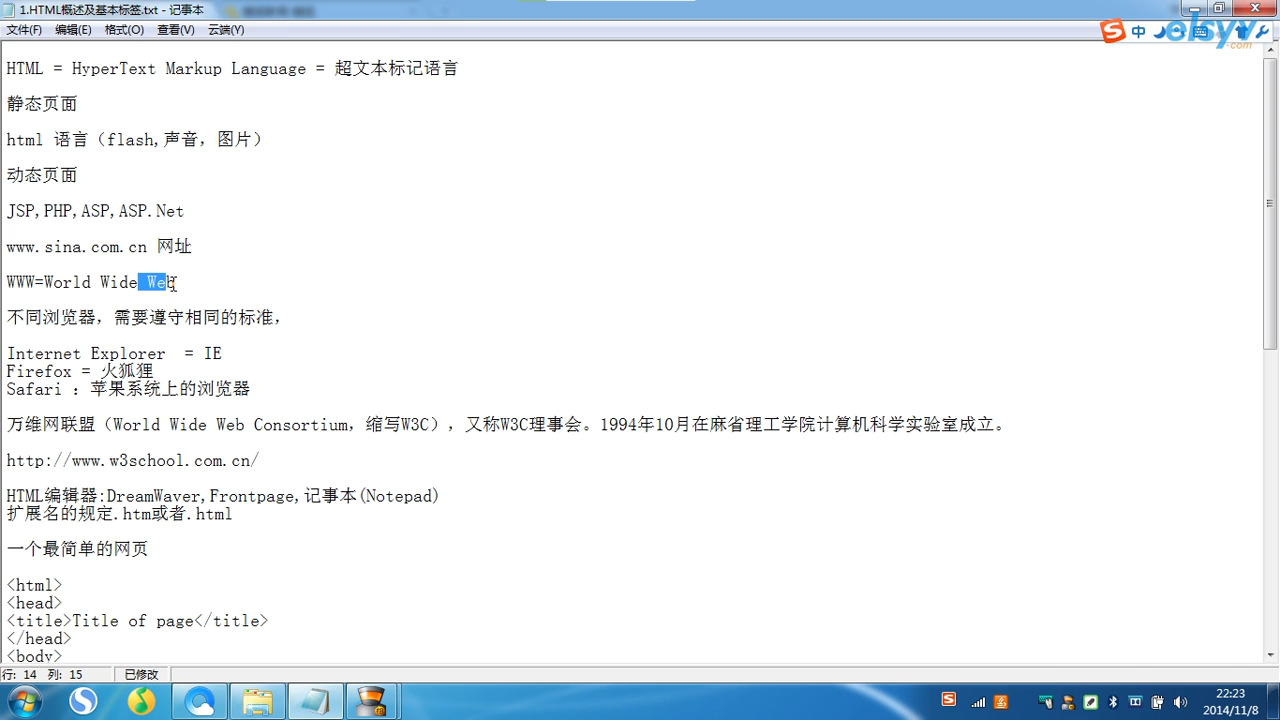 1.HTML概述及基本标签.txt - 记事本
文件(F) 编辑(E) 格式(O) 查看(V) 云端(Y)
中
elsyy
.com
HTML = HyperText Markup Language = 超文本标记语言
静态页面
html 语言（flash,声音，图片）
动态页面
JSP,PHP,ASP,ASP.Net
www.sina.com.cn 网址
WWW=World Wide Web
不同浏览器，需要遵守相同的标准，
Internet Explorer  = IE
Firefox = 火狐狸
Safari ：苹果系统上的浏览器
万维网联盟（World Wide Web Consortium，缩写W3C），又称W3C理事会。1994年10月在麻省理工学院计算机科学实验室成立。
http://www.w3school.com.cn/
HTML编辑器:DreamWaver,Frontpage,记事本(Notepad)
扩展名的规定.htm或者.html
一个最简单的网页
<html>
<head>
<title>Title of page</title>
</head>
<body>
行: 14 列: 15 已修改
22:23
2014/11/8